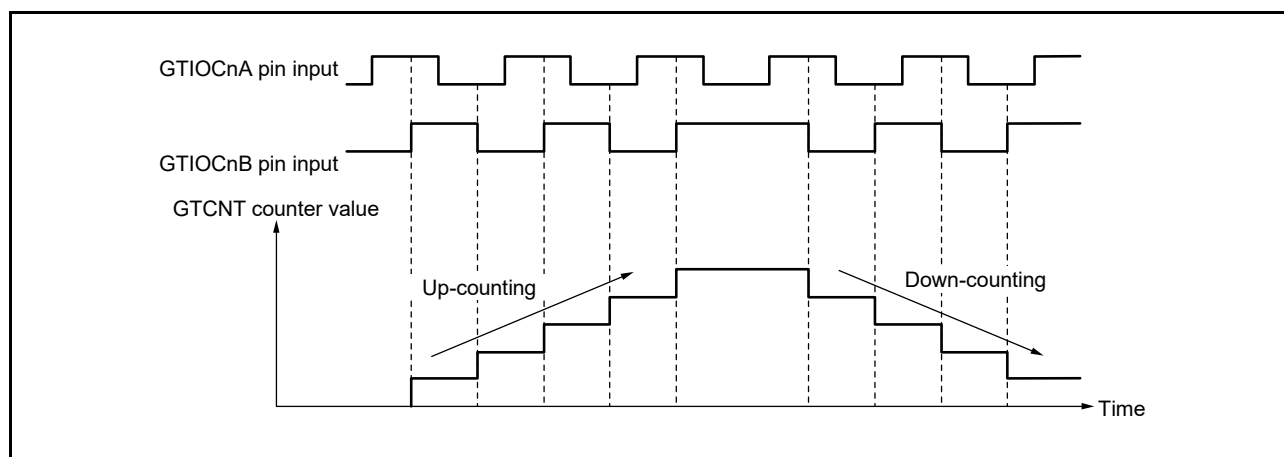 GTIOCnA pin input
GTIOCnB pin input
GTCNT counter value
Up-counting
Down-counting
Time